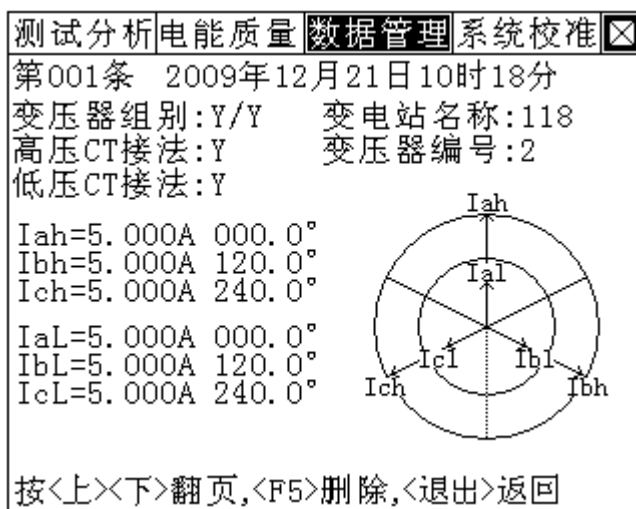 测试分析 电能质量 数据管理 系统校准
第001条 2009年12月21日10时18分
变压器组别:Y/Y 变电站名称:118
高压CT接法:Y 变压器编号:2
低压CT接法:Y
Iah=5.000A 000.0°
Ibh=5.000A 120.0°
Ich=5.000A 240.0°
IaL=5.000A 000.0°
IbL=5.000A 120.0°
IcL=5.000A 240.0°
Iah
Ial
Icl Ibl
Ich Ibh
按<上><下>翻页,<F5>删除,<退出>返回